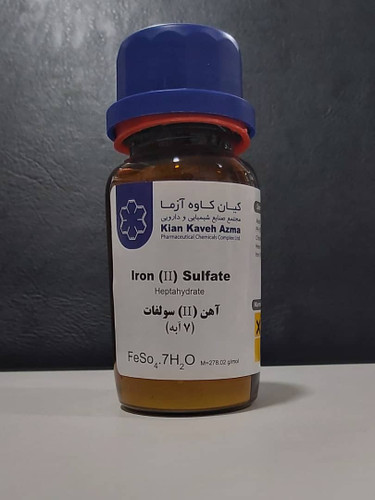 کیان کاوه آزما
مجتمع صنایع شیمیایی و دارویی
Kian Kaveh Azma
Pharmaceutical Chemicals Complex Ltd.
Iron (II) Sulfate
Heptahydrate
آهن (II) سولفات
(۷ آبه)
FeSo₄.7H₂O M=278.02 g/mol